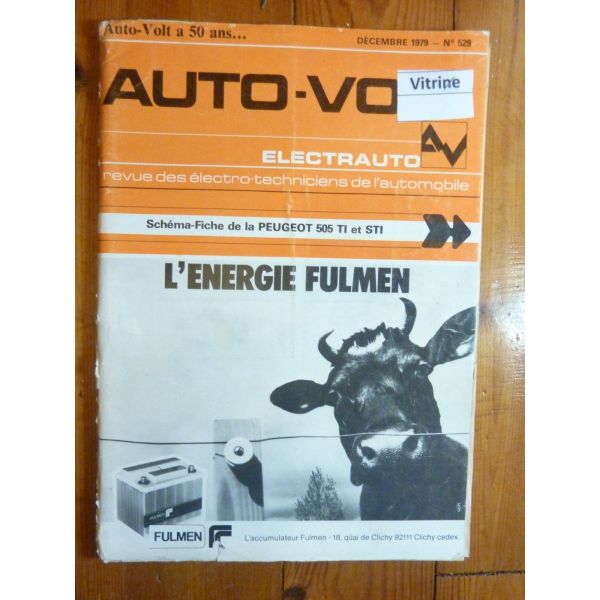 Auto-Volt a 50 ans...
DÉCEMBRE 1979 - N° 529
AUTO-VO
Vitrine
AV
ELECTRAUTO
revue des électro-techniciens de l'automobile
Schéma-Fiche de la PEUGEOT 505 TI et STI
L'ENERGIE FULMEN
FULMEN
FULMEN
L'accumulateur Fulmen - 18, quai de Clichy 92111 Clichy cedex